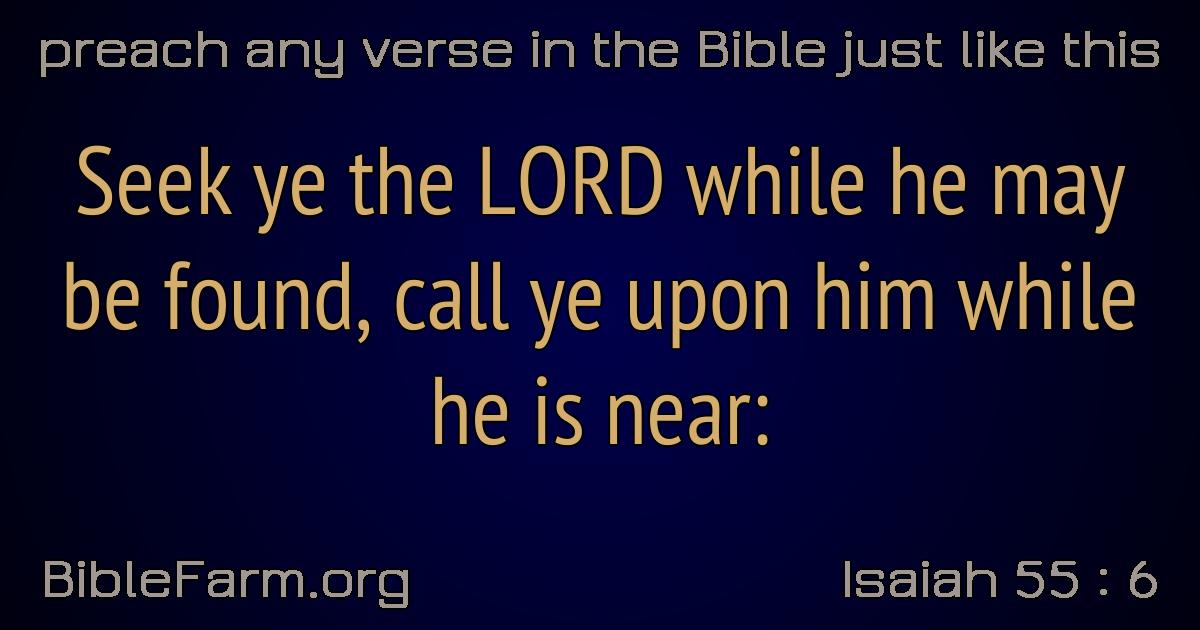 preach any verse in the Bible just like this
Seek ye the LORD while he may
be found, call ye upon him while
he is near:
BibleFarm.org
Isaiah 55 : 6